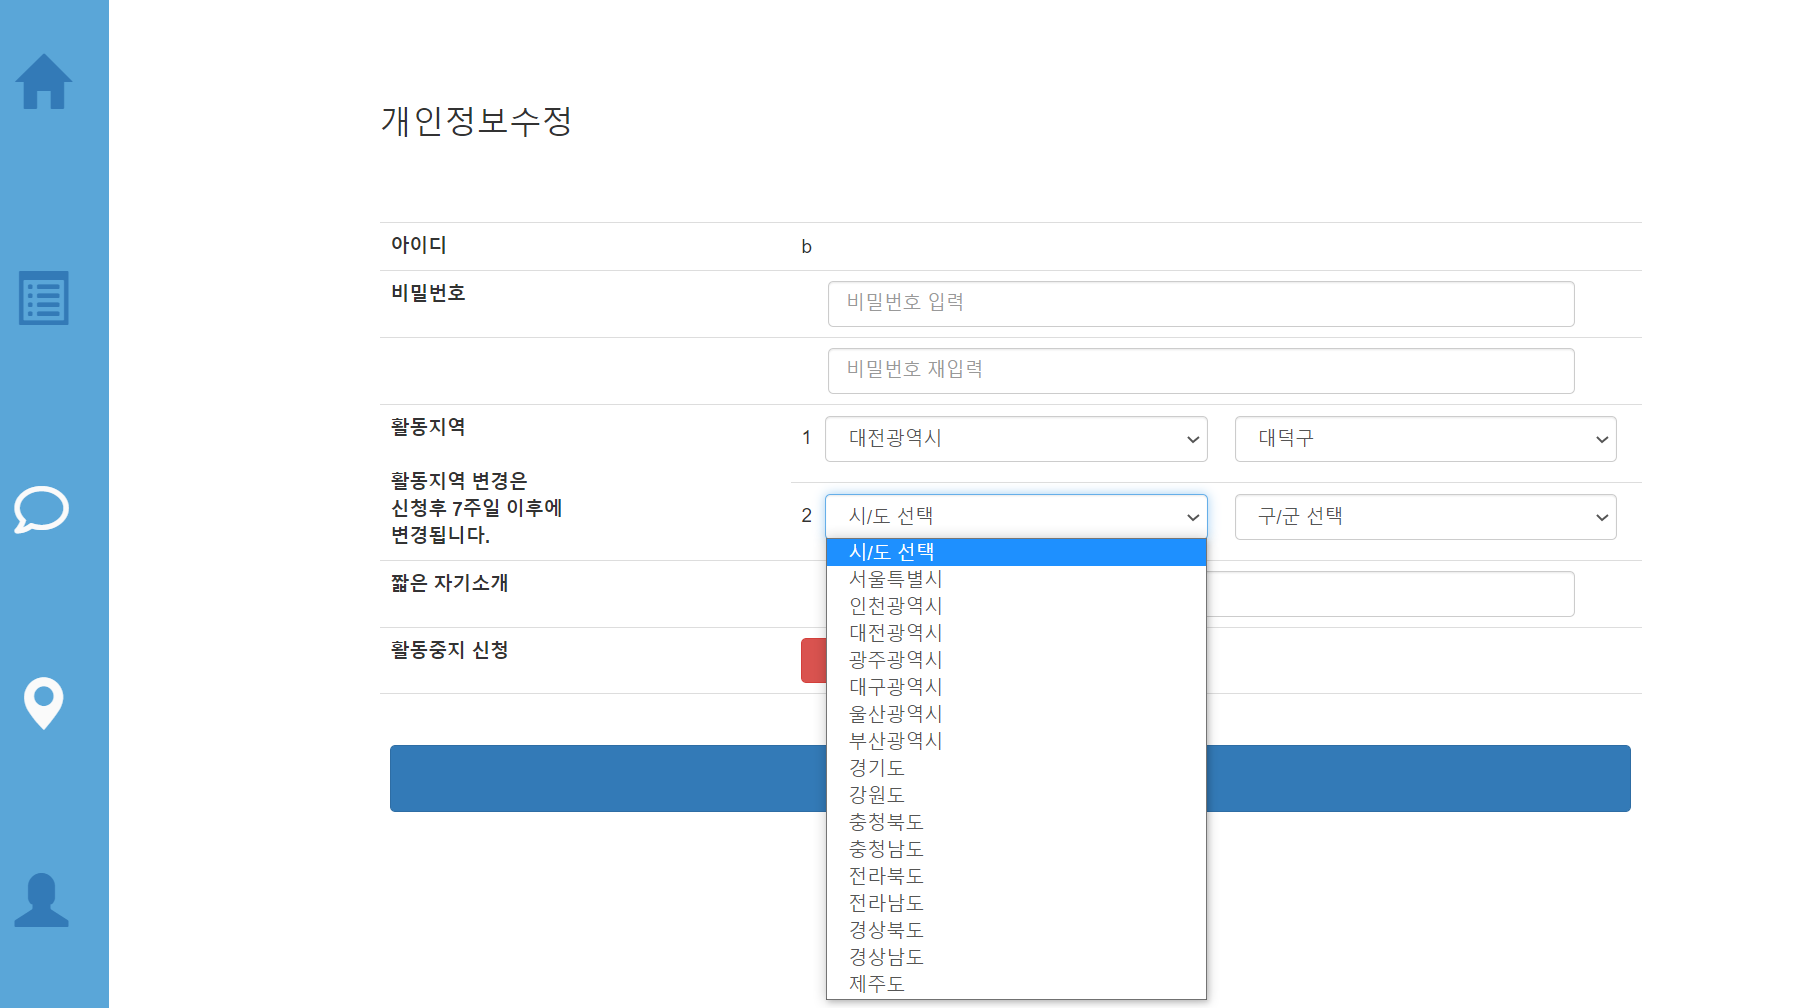 개인정보수정
아이디
b
비밀번호
비밀번호 입력
비밀번호 재입력
활동지역
1
대전광역시
대덕구
활동지역 변경은
신청후 7주일 이후에
변경됩니다.
2
시/도 선택
구/군 선택
시/도 선택
서울특별시
인천광역시
대전광역시
광주광역시
대구광역시
울산광역시
부산광역시
경기도
강원도
충청북도
충청남도
전라북도
전라남도
경상북도
경상남도
제주도
짧은 자기소개
활동중지 신청